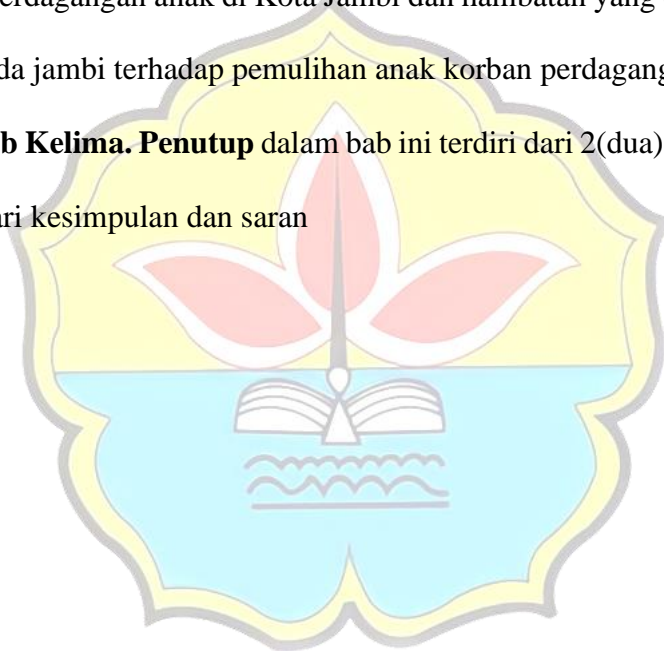 erdagangan anak di Kota Jambi dan hambatan yang
da jambi terhadap pemulihan anak korban perdagang
b Kelima. Penutup dalam bab ini terdiri dari 2(dua)
ari kesimpulan dan saran